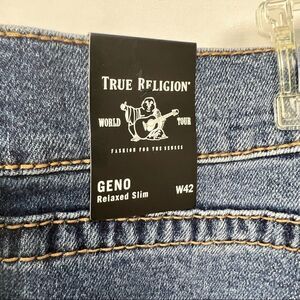 TRUE RELIGION
WORLD TOUR
FASHION FOR THE SENSES
GENO W42
Relaxed Slim